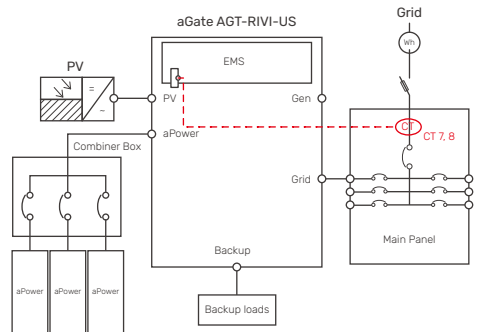 aGate AGT-RIVI-US
Grid
Wh
EMS
PV
=
~
PV
Gen
aPower
CT
CT 7, 8
Combiner Box
Grid
Main Panel
Backup
aPower
aPower
aPower
Backup loads